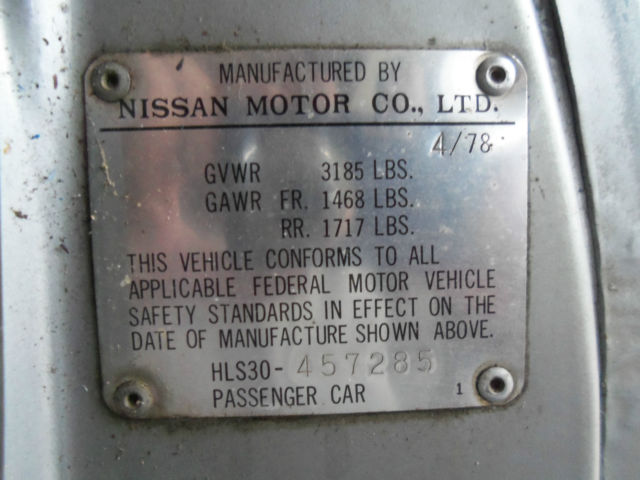 MANUFACTURED BY
NISSAN MOTOR CO., LTD.
4/78
GVWR 3185 LBS.
GAWR FR. 1468 LBS.
RR. 1717 LBS.
THIS VEHICLE CONFORMS TO ALL
APPLICABLE FEDERAL MOTOR VEHICLE
SAFETY STANDARDS IN EFFECT ON THE
DATE OF MANUFACTURE SHOWN ABOVE.
HLS30-457285
PASSENGER CAR 1